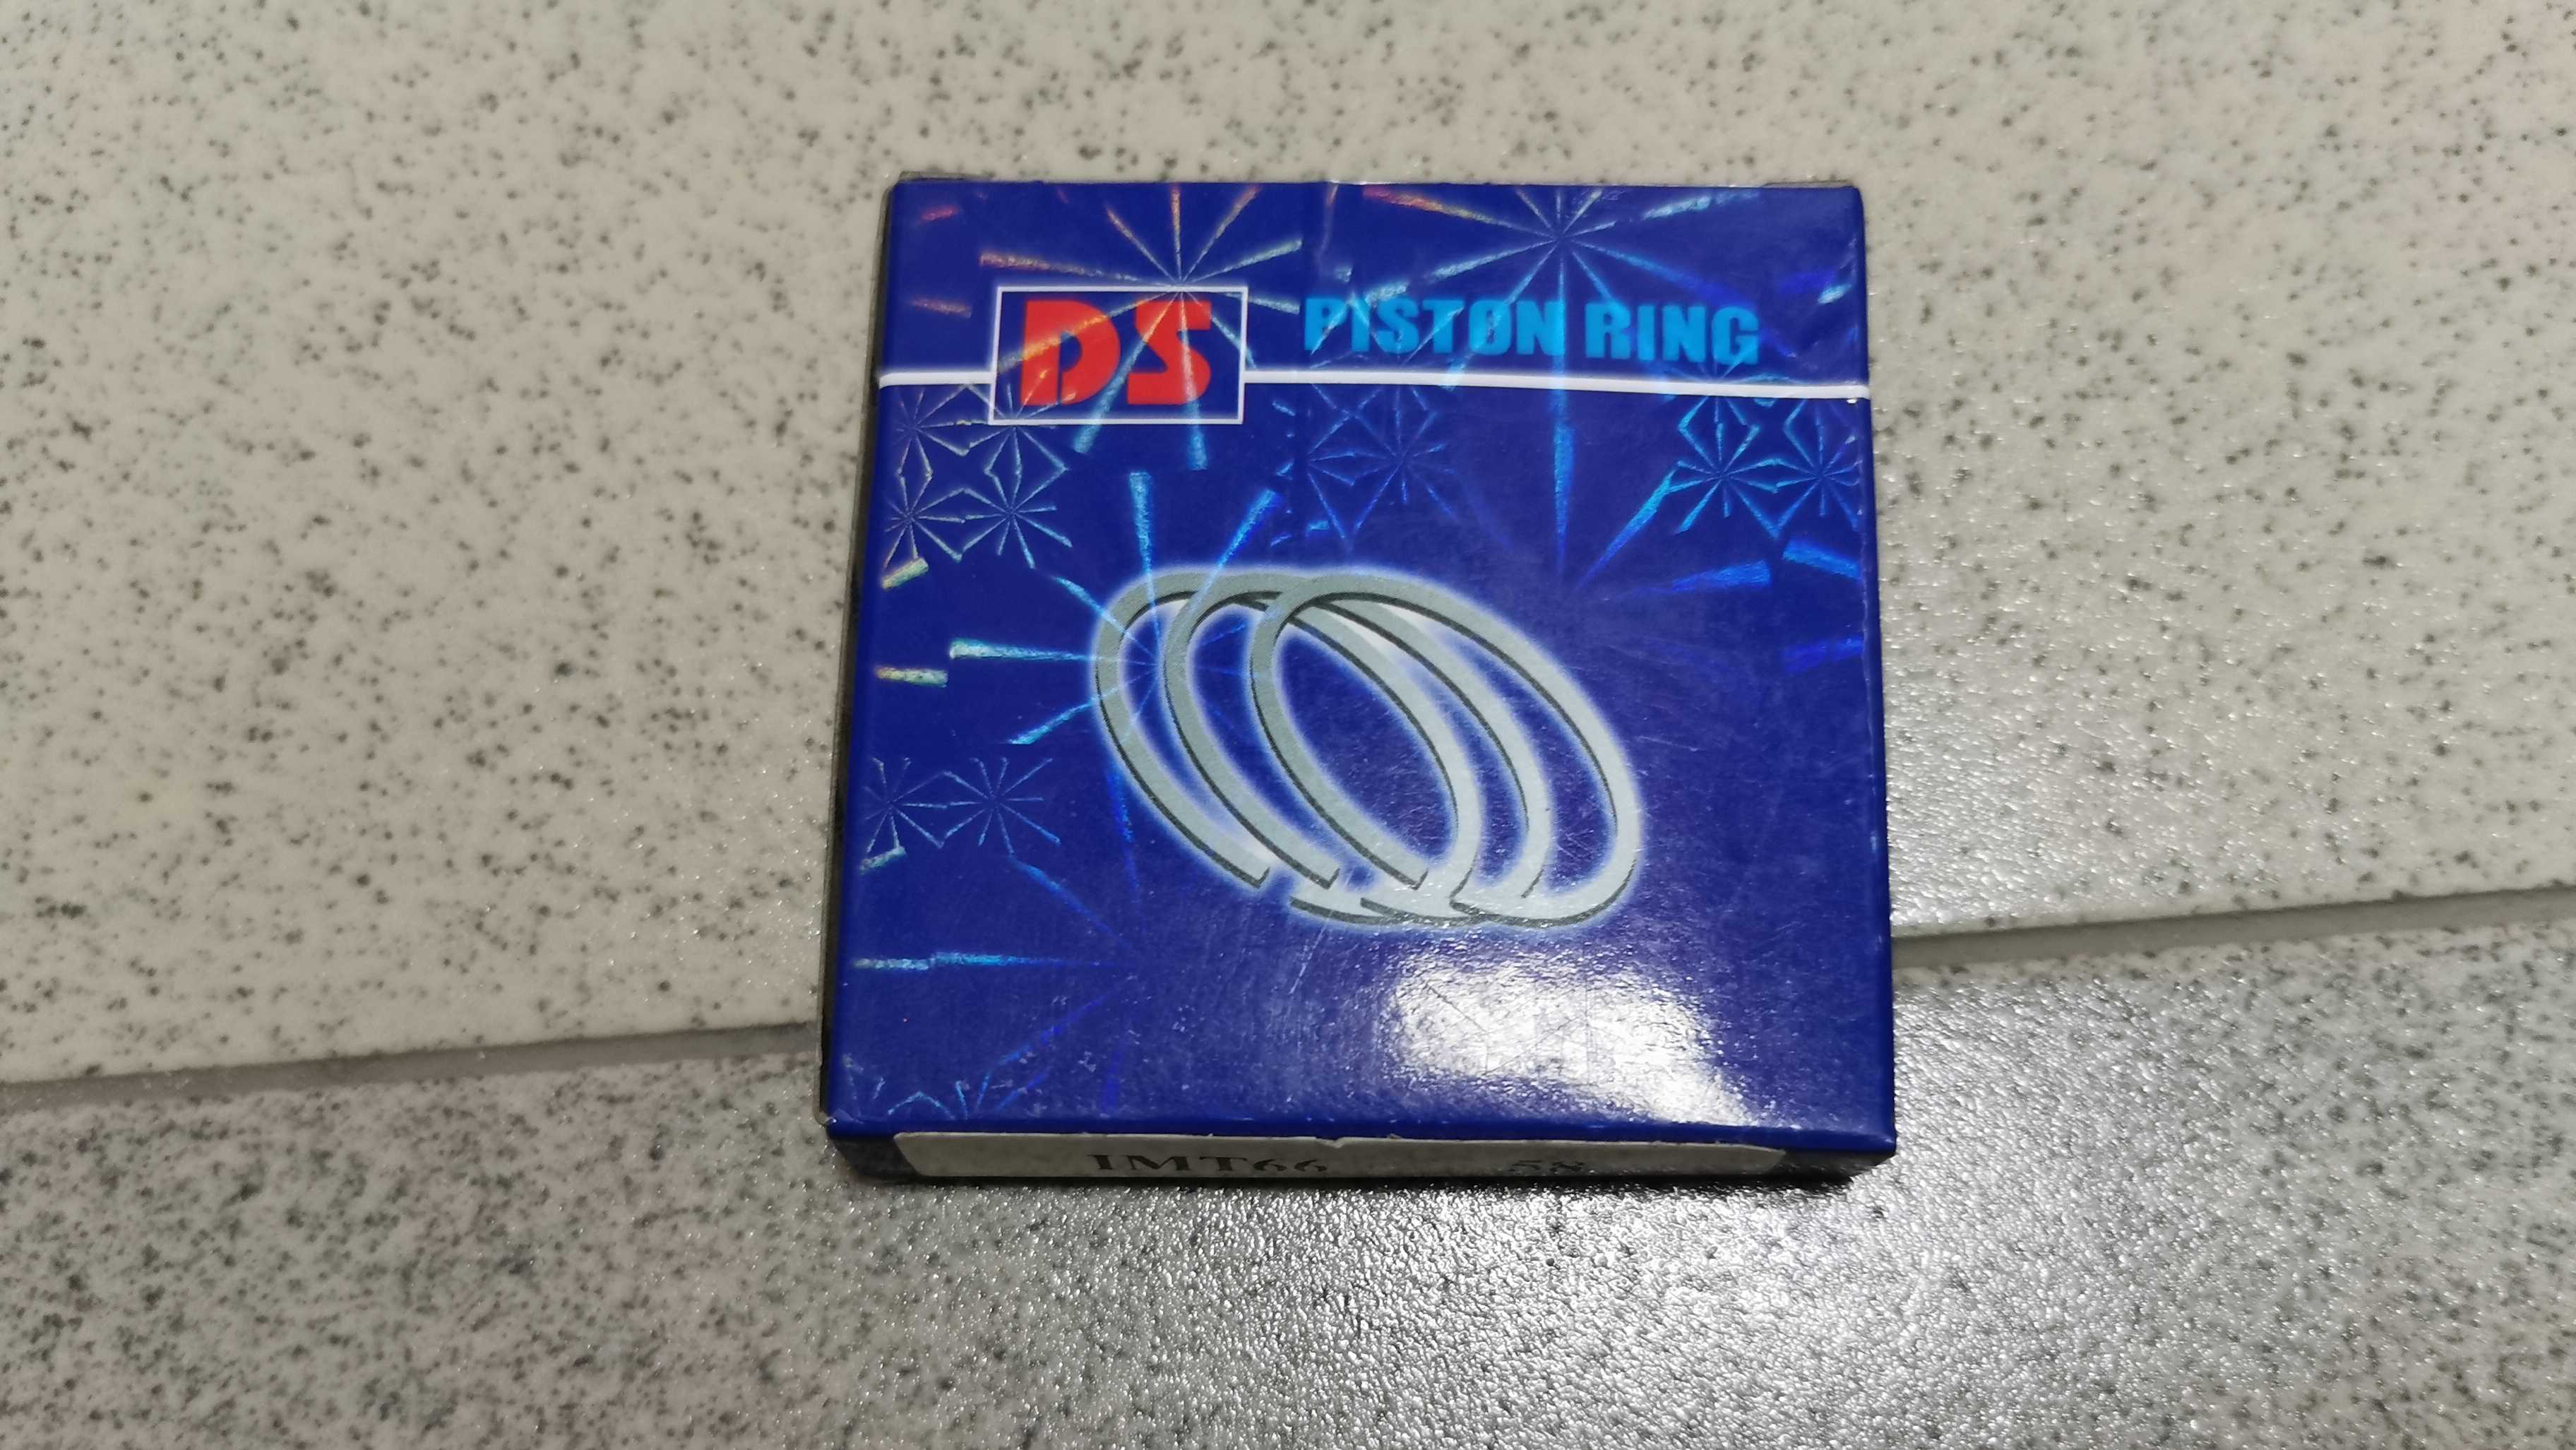 DS
PISTON RING
IMT66 58